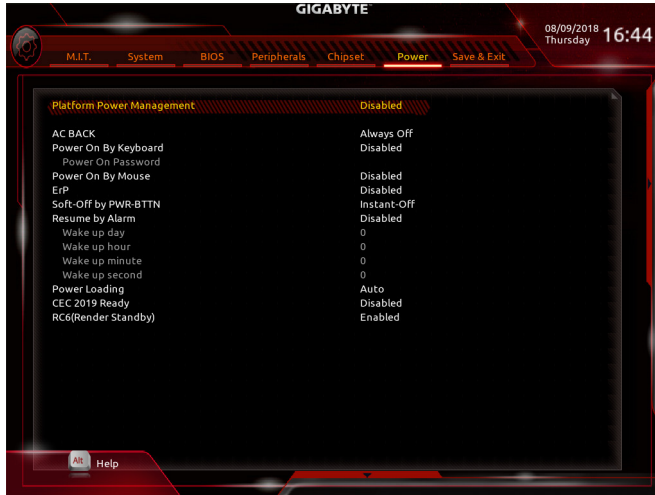 GIGABYTE™
08/09/2018 Thursday 16:44
M.I.T. System BIOS Peripherals Chipset Power Save & Exit
Platform Power Management Disabled
AC BACK Always Off
Power On By Keyboard Disabled
Power On Password
Power On By Mouse Disabled
ErP Disabled
Soft-Off by PWR-BTTN Instant-Off
Resume by Alarm Disabled
Wake up day 0
Wake up hour 0
Wake up minute 0
Wake up second 0
Power Loading Auto
CEC 2019 Ready Disabled
RC6(Render Standby) Enabled
Alt Help